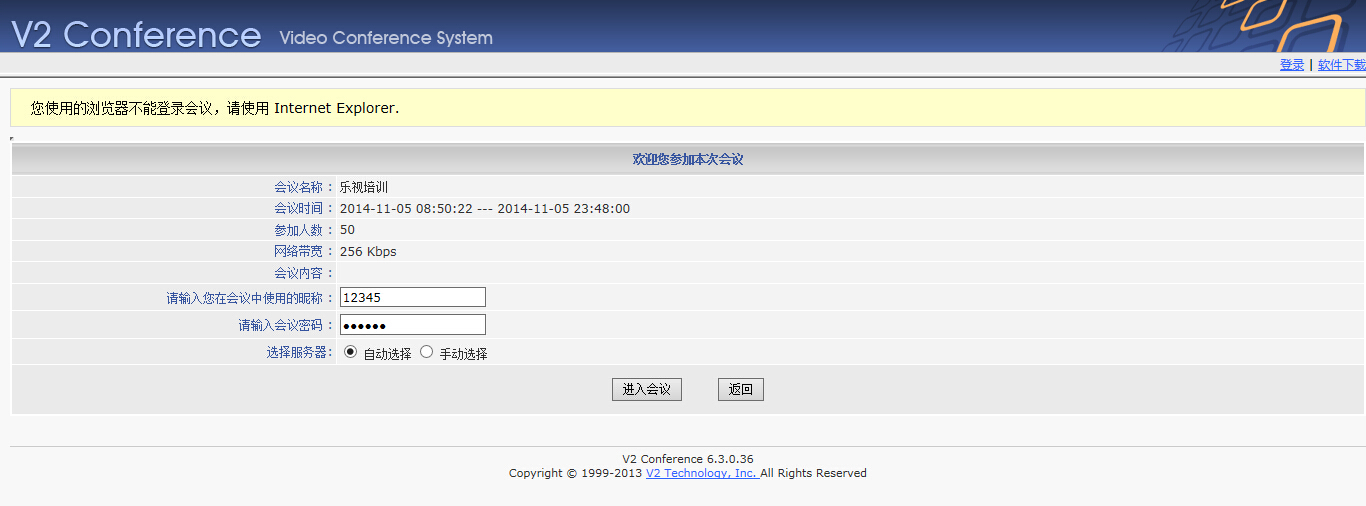 V2 Conference Video Conference System
登录 | 软件下载
您使用的浏览器不能登录会议，请使用 Internet Explorer.
欢迎您参加本次会议
会议名称： 乐视培训
会议时间： 2014-11-05 08:50:22 --- 2014-11-05 23:48:00
参加人数： 50
网络带宽： 256 Kbps
会议内容：
请输入您在会议中使用的昵称： 12345
请输入会议密码： ●●●●●●
选择服务器: 自动选择 手动选择
进入会议 返回
V2 Conference 6.3.0.36
Copyright © 1999-2013 V2 Technology, Inc. All Rights Reserved